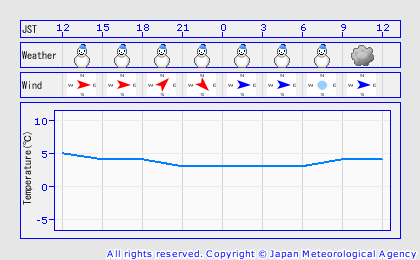 JST 12 15 18 21 0 3 6 9 12
Weather
N N N N N N N N
Wind W E W E W E W E W E W E W E W E
S S S S S S S S
10
5
0
-5
Temperature(℃)
All rights reserved. Copyright © Japan Meteorological Agency